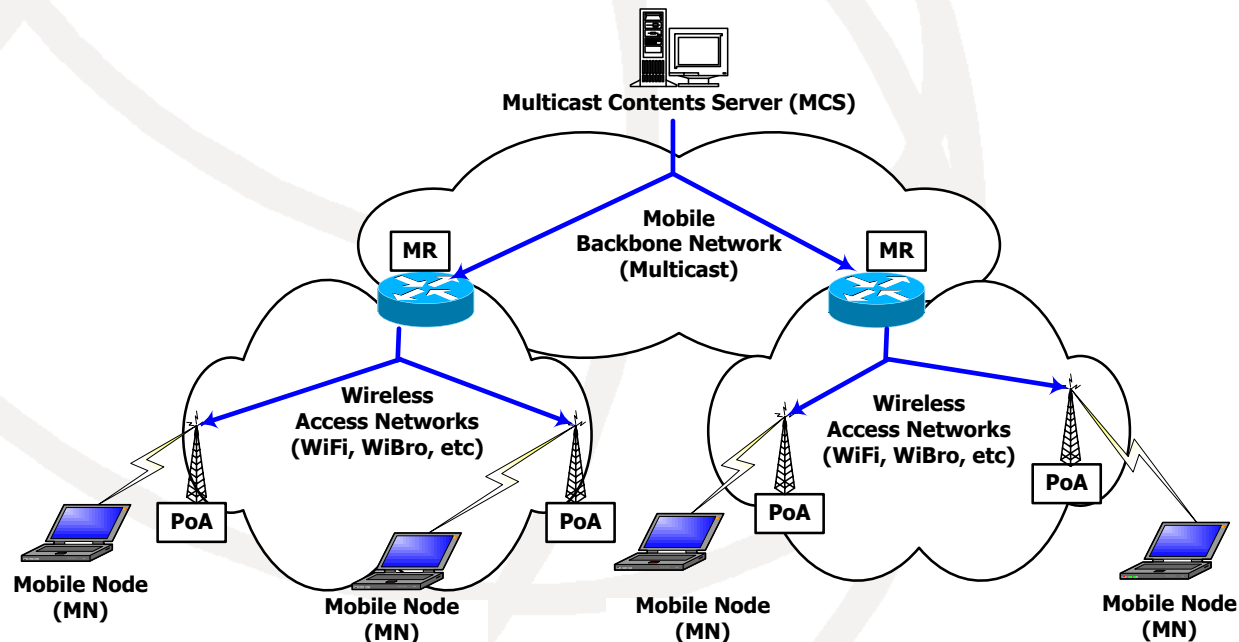 Multicast Contents Server (MCS)
Mobile
Backbone Network
(Multicast)
MR
MR
Wireless
Access Networks
(WiFi, WiBro, etc)
Wireless
Access Networks
(WiFi, WiBro, etc)
PoA
PoA
PoA
PoA
Mobile Node
(MN)
Mobile Node
(MN)
Mobile Node
(MN)
Mobile Node
(MN)